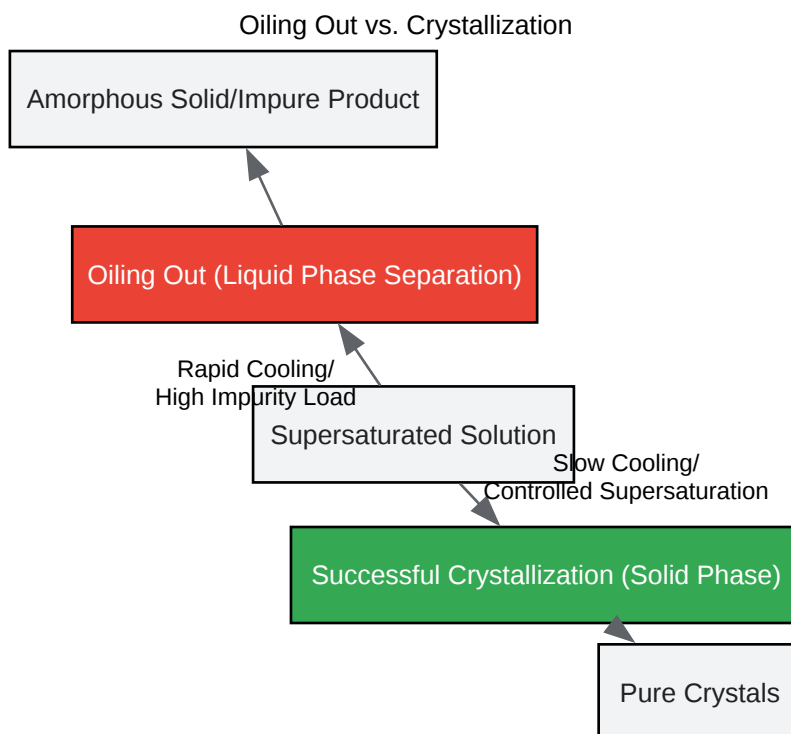 Oiling Out vs. Crystallization
Amorphous Solid/Impure Product
Oiling Out (Liquid Phase Separation)
Rapid Cooling/
High Impurity Load
Supersaturated Solution
Slow Cooling/
Controlled Supersaturation
Successful Crystallization (Solid Phase)
Pure Crystals